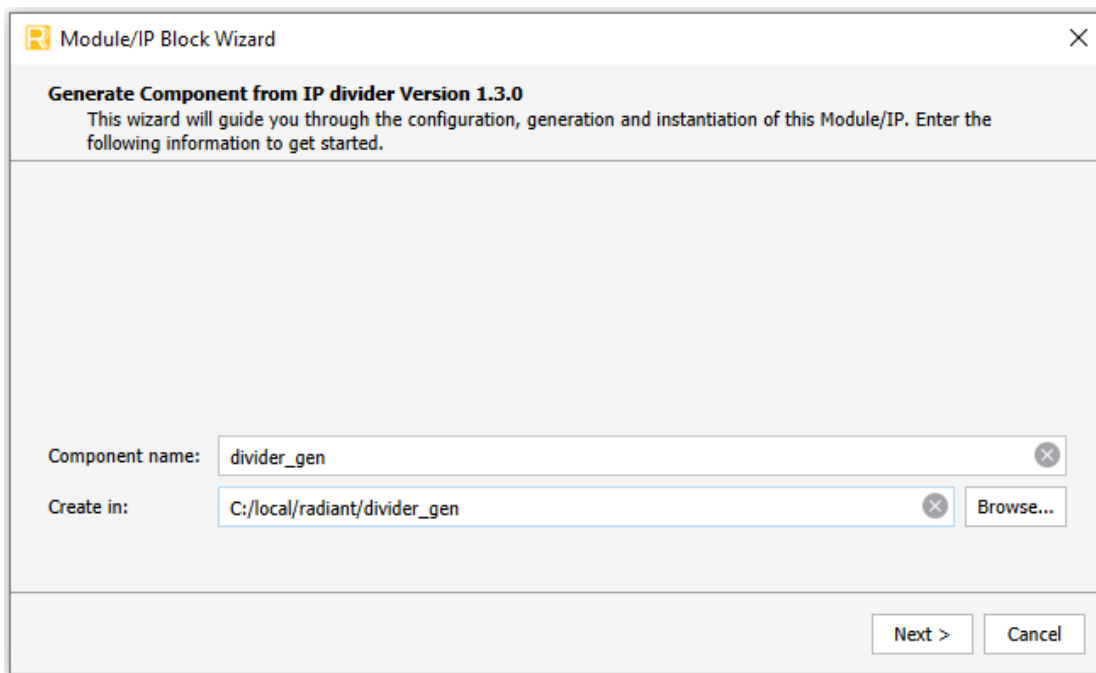 Module/IP Block Wizard
Generate Component from IP divider Version 1.3.0
This wizard will guide you through the configuration, generation and instantiation of this Module/IP. Enter the
following information to get started.
Component name: divider_gen
Create in: C:/local/radiant/divider_gen Browse...
Next > Cancel